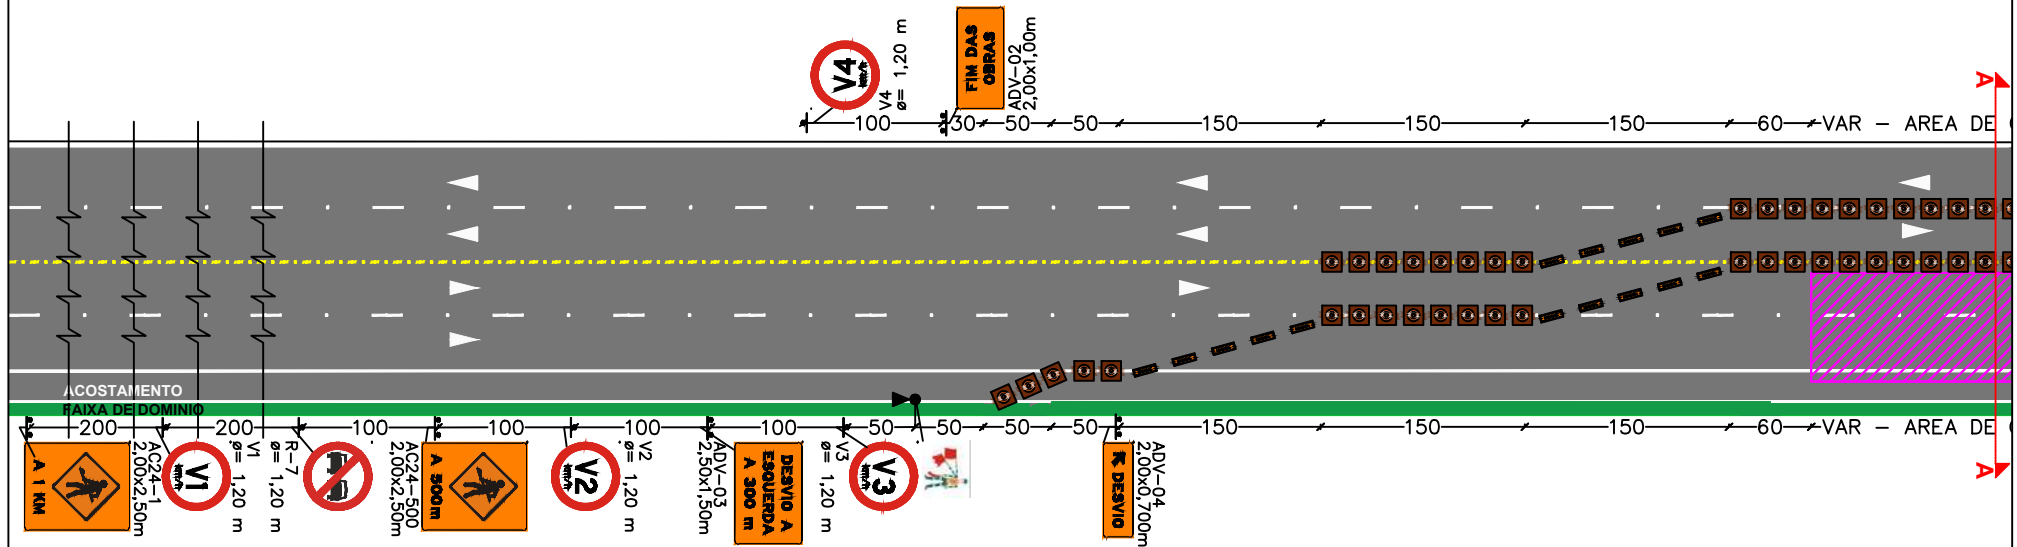 V4
km/h
V4
ø= 1,20 m
FIM DAS
OBRAS
ADV-02
2,00x1,00m
A
100
30
50
50
150
150
150
60
VAR - AREA DE
ACOSTAMENTO
FAIXA DE DOMINIO
200
200
100
100
100
100
50
50
50
50
150
150
150
60
VAR - AREA DE
A 1 KM
AC24-1
2,00x2,50m
V1
km/h
V1
ø= 1,20 m
R-7
ø= 1,20 m
A 500m
AC24-500
2,00x2,50m
V2
km/h
V2
ø= 1,20 m
ADV-03
2,50x1,50m
DESVIO A
ESQUERDA
A 300 m
V3
ø= 1,20 m
V3
km/h
DESVIO
ADV-04
2,00x0,700m
A